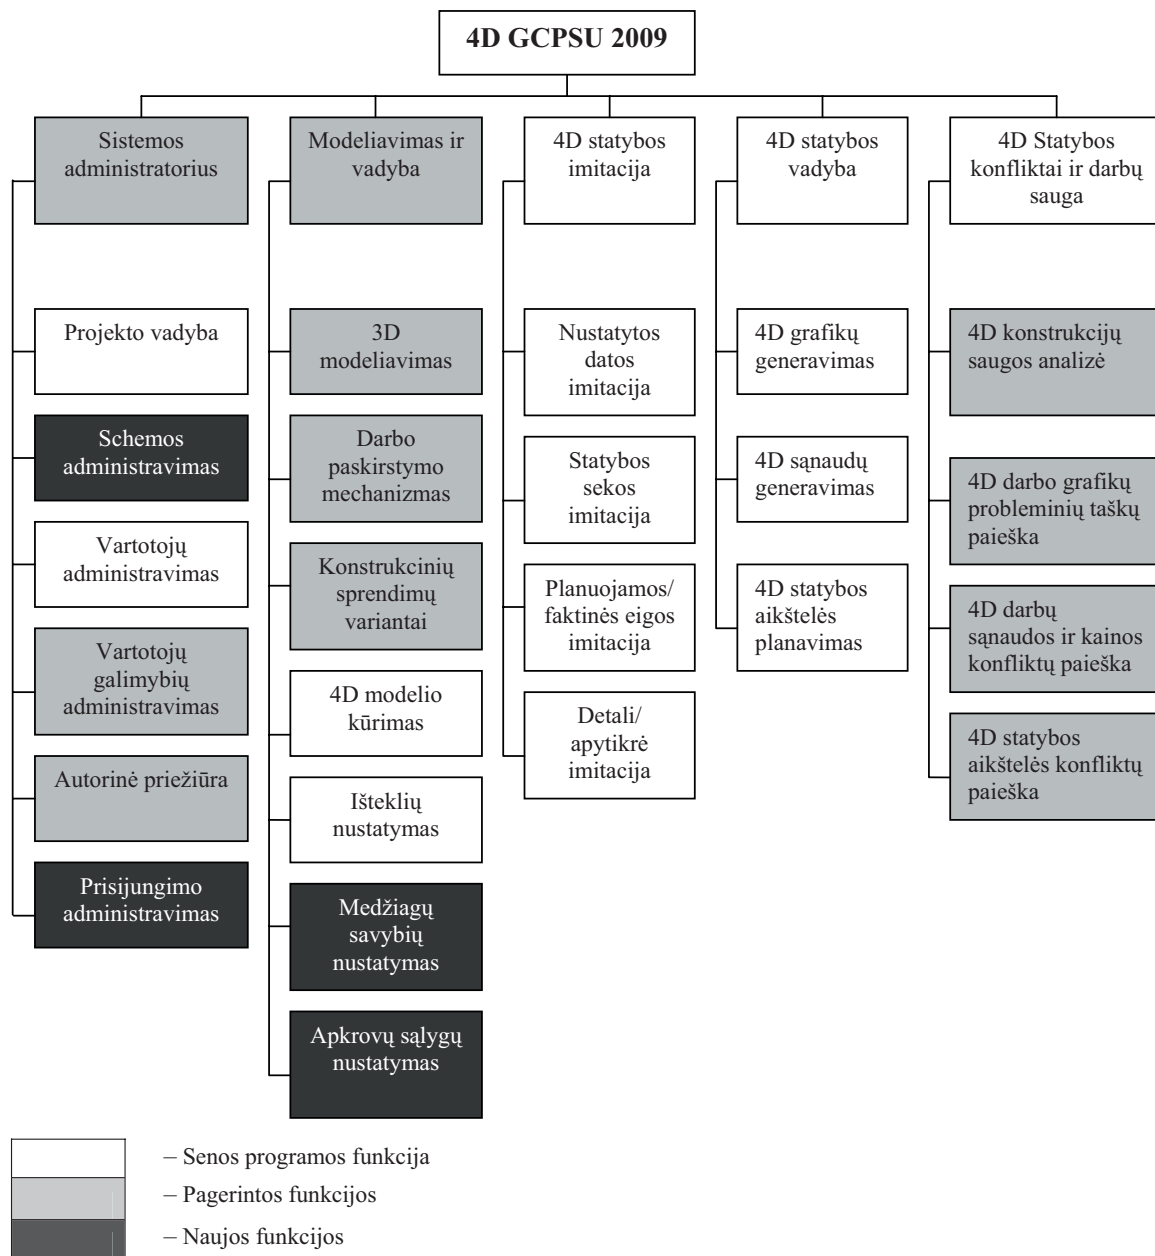 4D GCPSU 2009
Sistemos
administratorius
Modeliavimas ir
vadyba
4D statybos
imitacija
4D statybos
vadyba
4D Statybos
konfliktai ir darbų
sauga
Projekto vadyba
Schemos
administravimas
Vartotojų
administravimas
Vartotojų
galimybių
administravimas
Autorinė priežiūra
Prisijungimo
administravimas
3D
modeliavimas
Darbo
paskirstymo
mechanizmas
Konstrukcinių
sprendimų
variantai
4D modelio
kūrimas
Išteklių
nustatymas
Medžiagų
savybių
nustatymas
Apkrovų sąlygų
nustatymas
Nustatytos
datos
imitacija
Statybos
sekos
imitacija
Planuojamos/
faktinės eigos
imitacija
Detali/
apytikrė
imitacija
4D grafikų
generavimas
4D sąnaudų
generavimas
4D statybos
aikštelės
planavimas
4D konstrukcijų
saugos analizė
4D darbo grafikų
probleminių taškų
paieška
4D darbų
sąnaudos ir kainos
konfliktų paieška
4D statybos
aikštelės konfliktų
paieška
– Senos programos funkcija
– Pagerintos funkcijos
– Naujos funkcijos